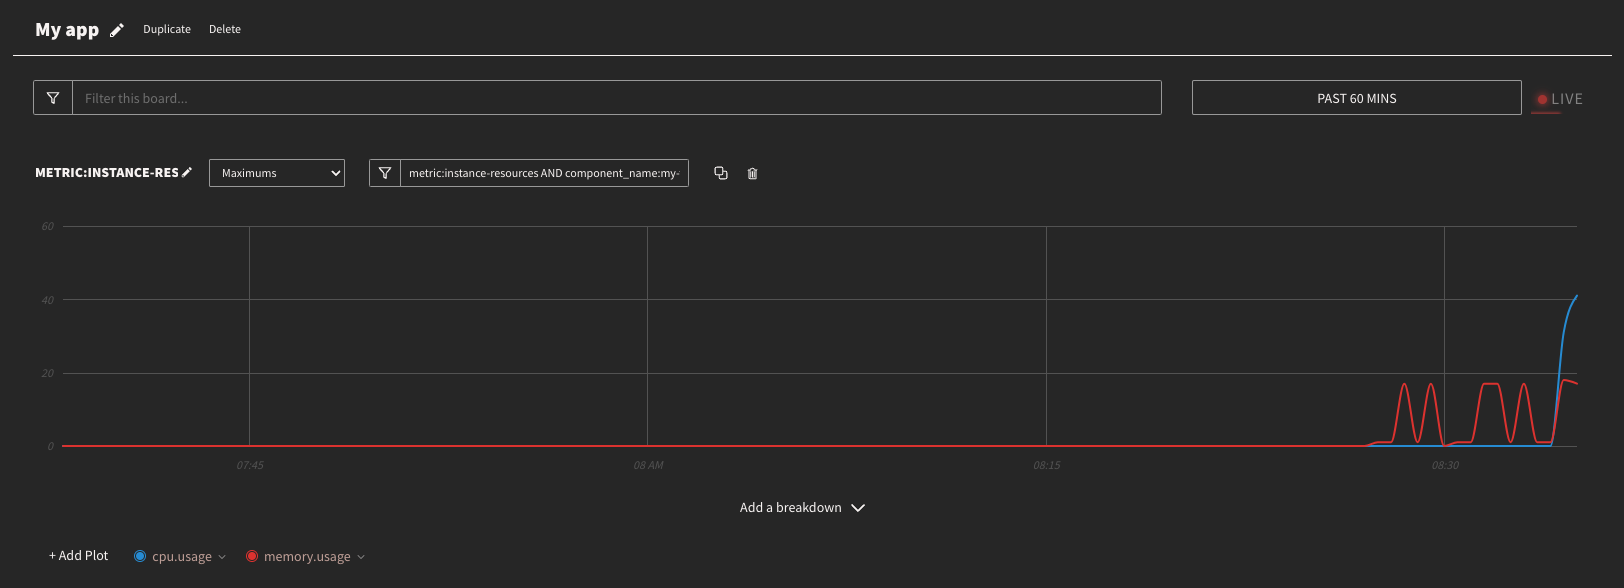 My app Duplicate Delete
Filter this board... PAST 60 MINS LIVE
METRIC:INSTANCE-RES Maximums metric:instance-resources AND component_name:my-
60
40
20
0
07:45 08 AM 08:15 08:30
Add a breakdown
+ Add Plot cpu.usage memory.usage